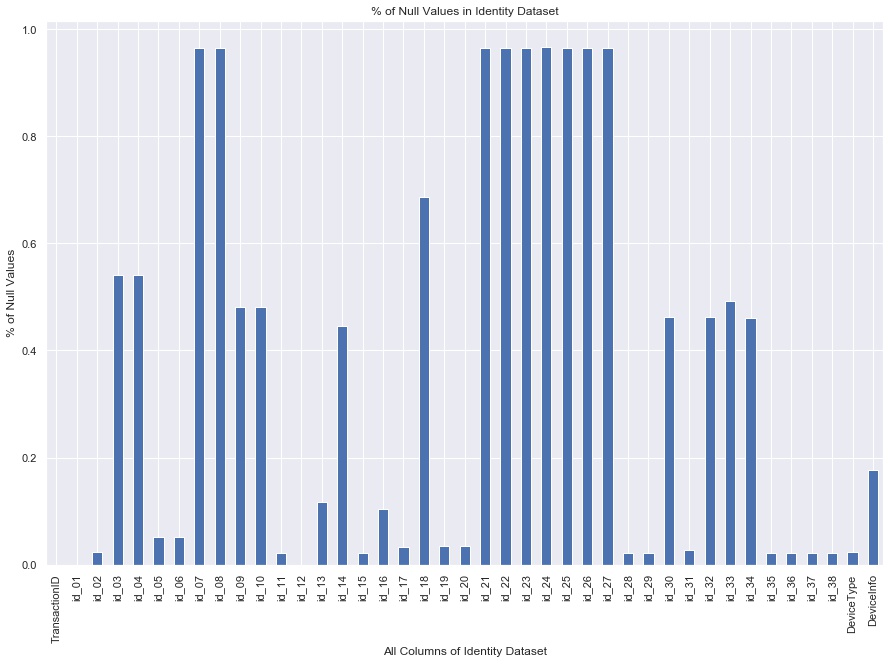 % of Null Values in Identity Dataset
% of Null Values
1.0
0.8
0.6
0.4
0.2
0.0
TransactionID
id_01
id_02
id_03
id_04
id_05
id_06
id_07
id_08
id_09
id_10
id_11
id_12
id_13
id_14
id_15
id_16
id_17
id_18
id_19
id_20
id_21
id_22
id_23
id_24
id_25
id_26
id_27
id_28
id_29
id_30
id_31
id_32
id_33
id_34
id_35
id_36
id_37
id_38
DeviceType
DeviceInfo
All Columns of Identity Dataset